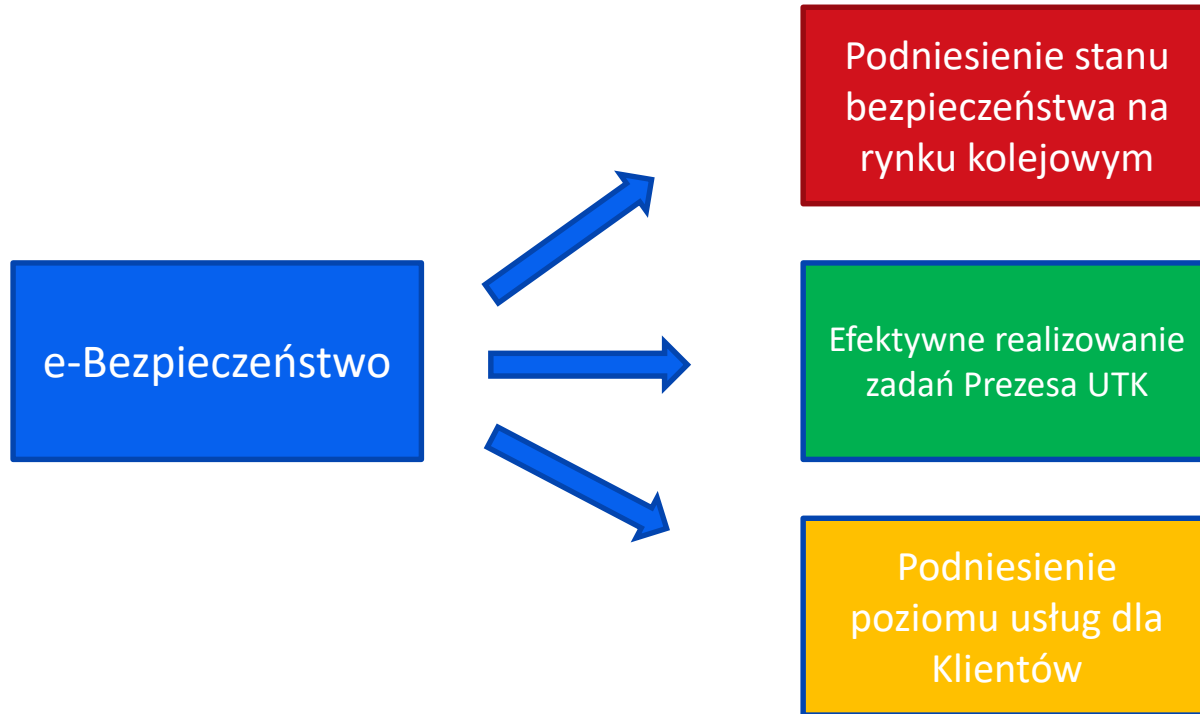 e-Bezpieczeństwo
Podniesienie stanu
bezpieczeństwa na
rynku kolejowym
Efektywne realizowanie
zadań Prezesa UTK
Podniesienie
poziomu usług dla
Klientów